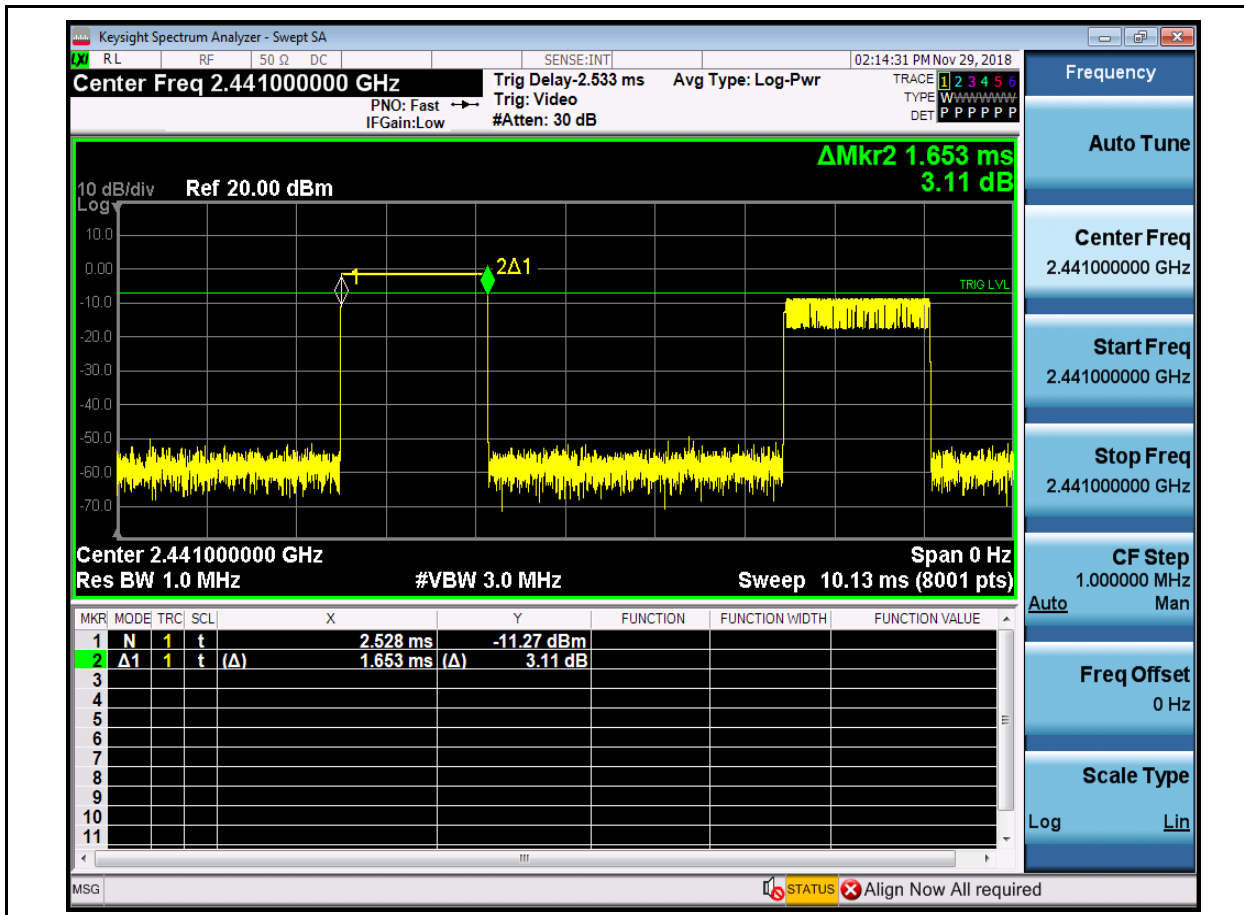 Keysight Spectrum Analyzer - Swept SA
LXI RL RF 50 Ω DC SENSE:INT 02:14:31 PM Nov 29, 2018
Center Freq 2.441000000 GHz
PNO: Fast
IFGain:Low
Trig Delay-2.533 ms
Trig: Video
#Atten: 30 dB
Avg Type: Log-Pwr
TRACE 1 2 3 4 5 6
TYPE WWWWWW
DET P P P P P P
ΔMkr2 1.653 ms
3.11 dB
10 dB/div Ref 20.00 dBm
Log
10.0
0.00
-10.0
-20.0
-30.0
-40.0
-50.0
-60.0
-70.0
1
2Δ1
TRIG LVL
Center 2.441000000 GHz Span 0 Hz
Res BW 1.0 MHz #VBW 3.0 MHz Sweep 10.13 ms (8001 pts)
MKR MODE TRC SCL X Y FUNCTION FUNCTION WIDTH FUNCTION VALUE
1 N 1 t 2.528 ms -11.27 dBm
2 Δ1 1 t (Δ) 1.653 ms (Δ) 3.11 dB
3
4
5
6
7
8
9
10
11
MSG STATUS Align Now All required
Frequency
Auto Tune
Center Freq
2.441000000 GHz
Start Freq
2.441000000 GHz
Stop Freq
2.441000000 GHz
CF Step
1.000000 MHz
Auto Man
Freq Offset
0 Hz
Scale Type
Log Lin